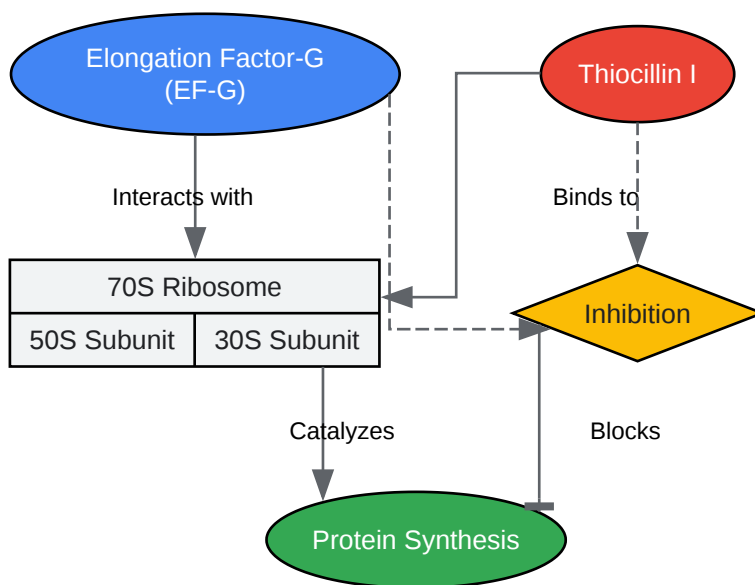 Elongation Factor-G
(EF-G)
Thiocillin I
Interacts with
Binds to
70S Ribosome
50S Subunit
30S Subunit
Inhibition
Catalyzes
Blocks
Protein Synthesis